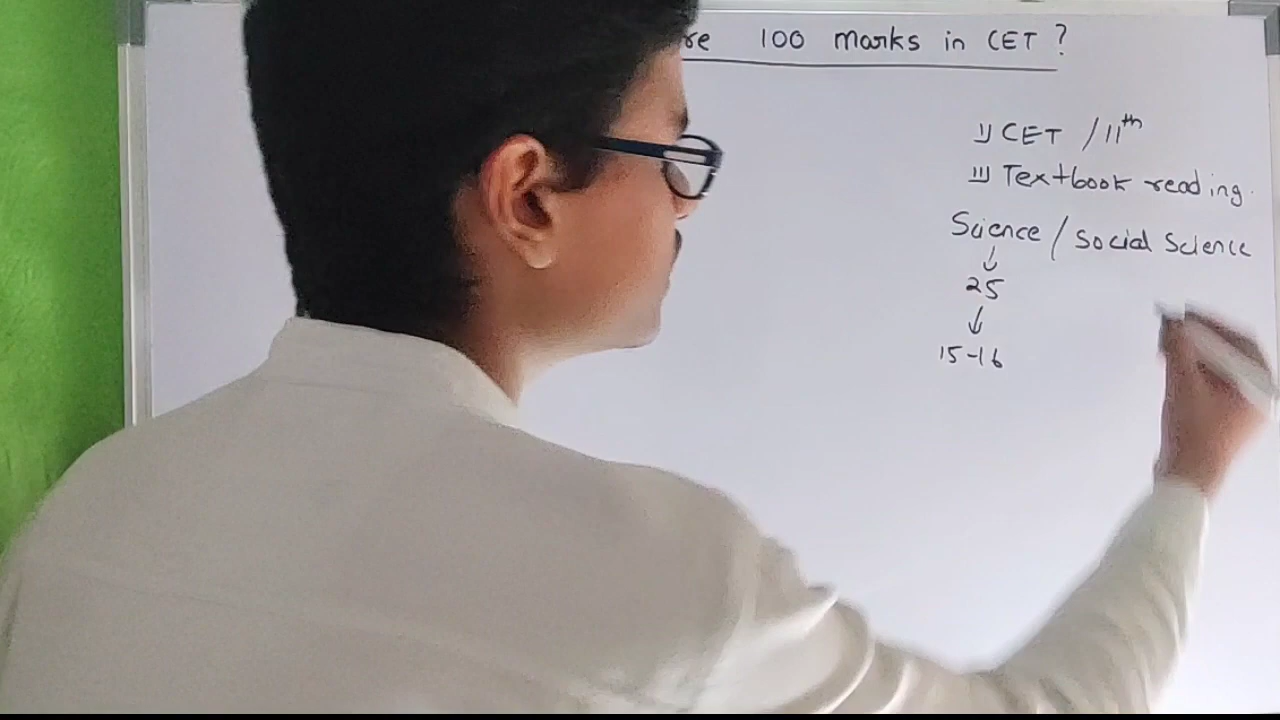 re 100 marks in CET ?
1) CET / 11th
11) Textbook reading.
Science / Social Science
↓
25
↓
15-16